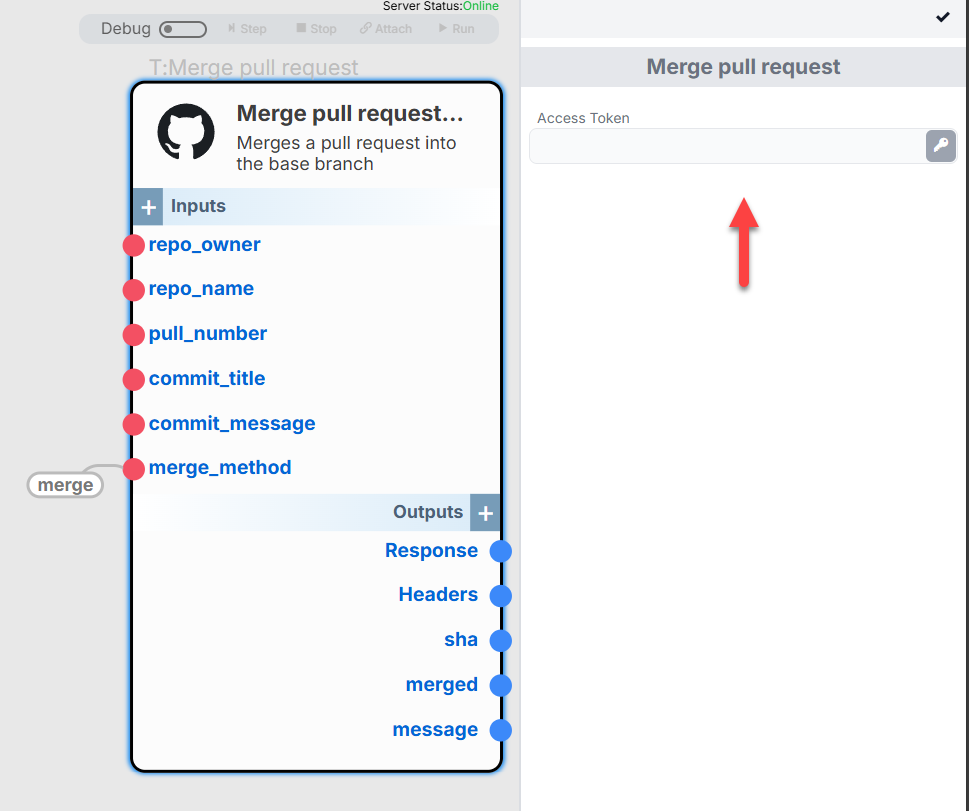 Server Status:Online
Debug Step Stop Attach Run
T:Merge pull request
Merge pull request...
Merges a pull request into
the base branch
Inputs
repo_owner
repo_name
pull_number
commit_title
commit_message
merge_method
merge
Outputs
Response
Headers
sha
merged
message
Merge pull request
Access Token